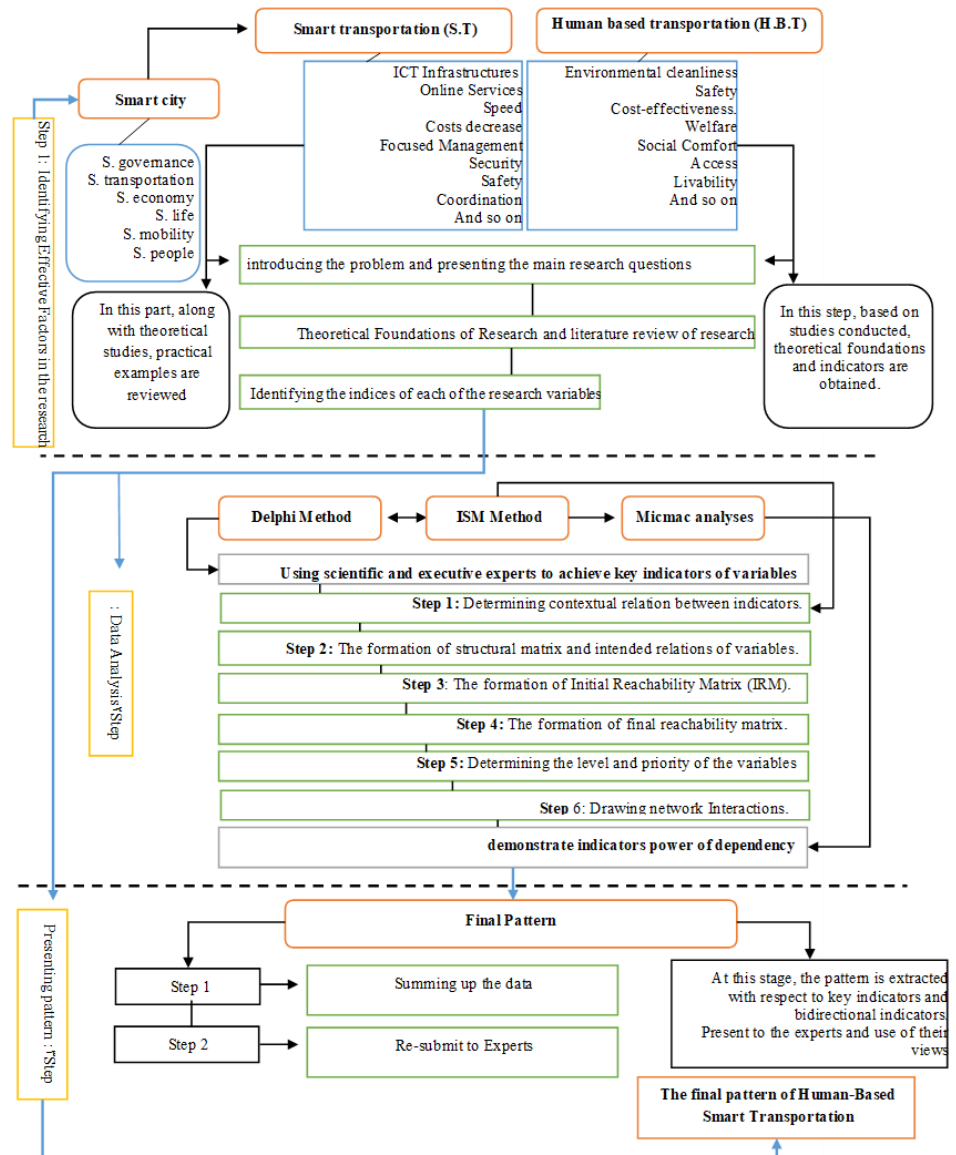 Smart transportation (S.T)
Human based transportation (H.B.T)
Smart city
ICT Infrastructures
Online Services
Speed
Costs decrease
Focused Management
Security
Safety
Coordination
And so on
Environmental cleanliness
Safety
Cost-effectiveness.
Welfare
Social Comfort
Access
Livability
And so on
Step 1: Identifying Effective Factors in the research
S. governance
S. transportation
S. economy
S. life
S. mobility
S. people
introducing the problem and presenting the main research questions
In this part, along
with theoretical
studies, practical
examples are
reviewed
Theoretical Foundations of Research and literature review of research
Identifying the indices of each of the research variables
In this step, based on
studies conducted,
theoretical foundations
and indicators are
obtained.
Delphi Method
ISM Method
Micmac analyses
Using scientific and executive experts to achieve key indicators of variables
Step 1: Determining contextual relation between indicators.
Step 2: The formation of structural matrix and intended relations of variables.
Step 3: The formation of Initial Reachability Matrix (IRM).
Step 4: The formation of final reachability matrix.
Step 5: Determining the level and priority of the variables
Step 6: Drawing network Interactions.
demonstrate indicators power of dependency
: Data Analysis۲Step
Final Pattern
Presenting pattern : ۳Step
Step 1
Summing up the data
Step 2
Re-submit to Experts
At this stage, the pattern is extracted
with respect to key indicators and
bidirectional indicators.
Present to the experts and use of their
views
The final pattern of Human-Based
Smart Transportation